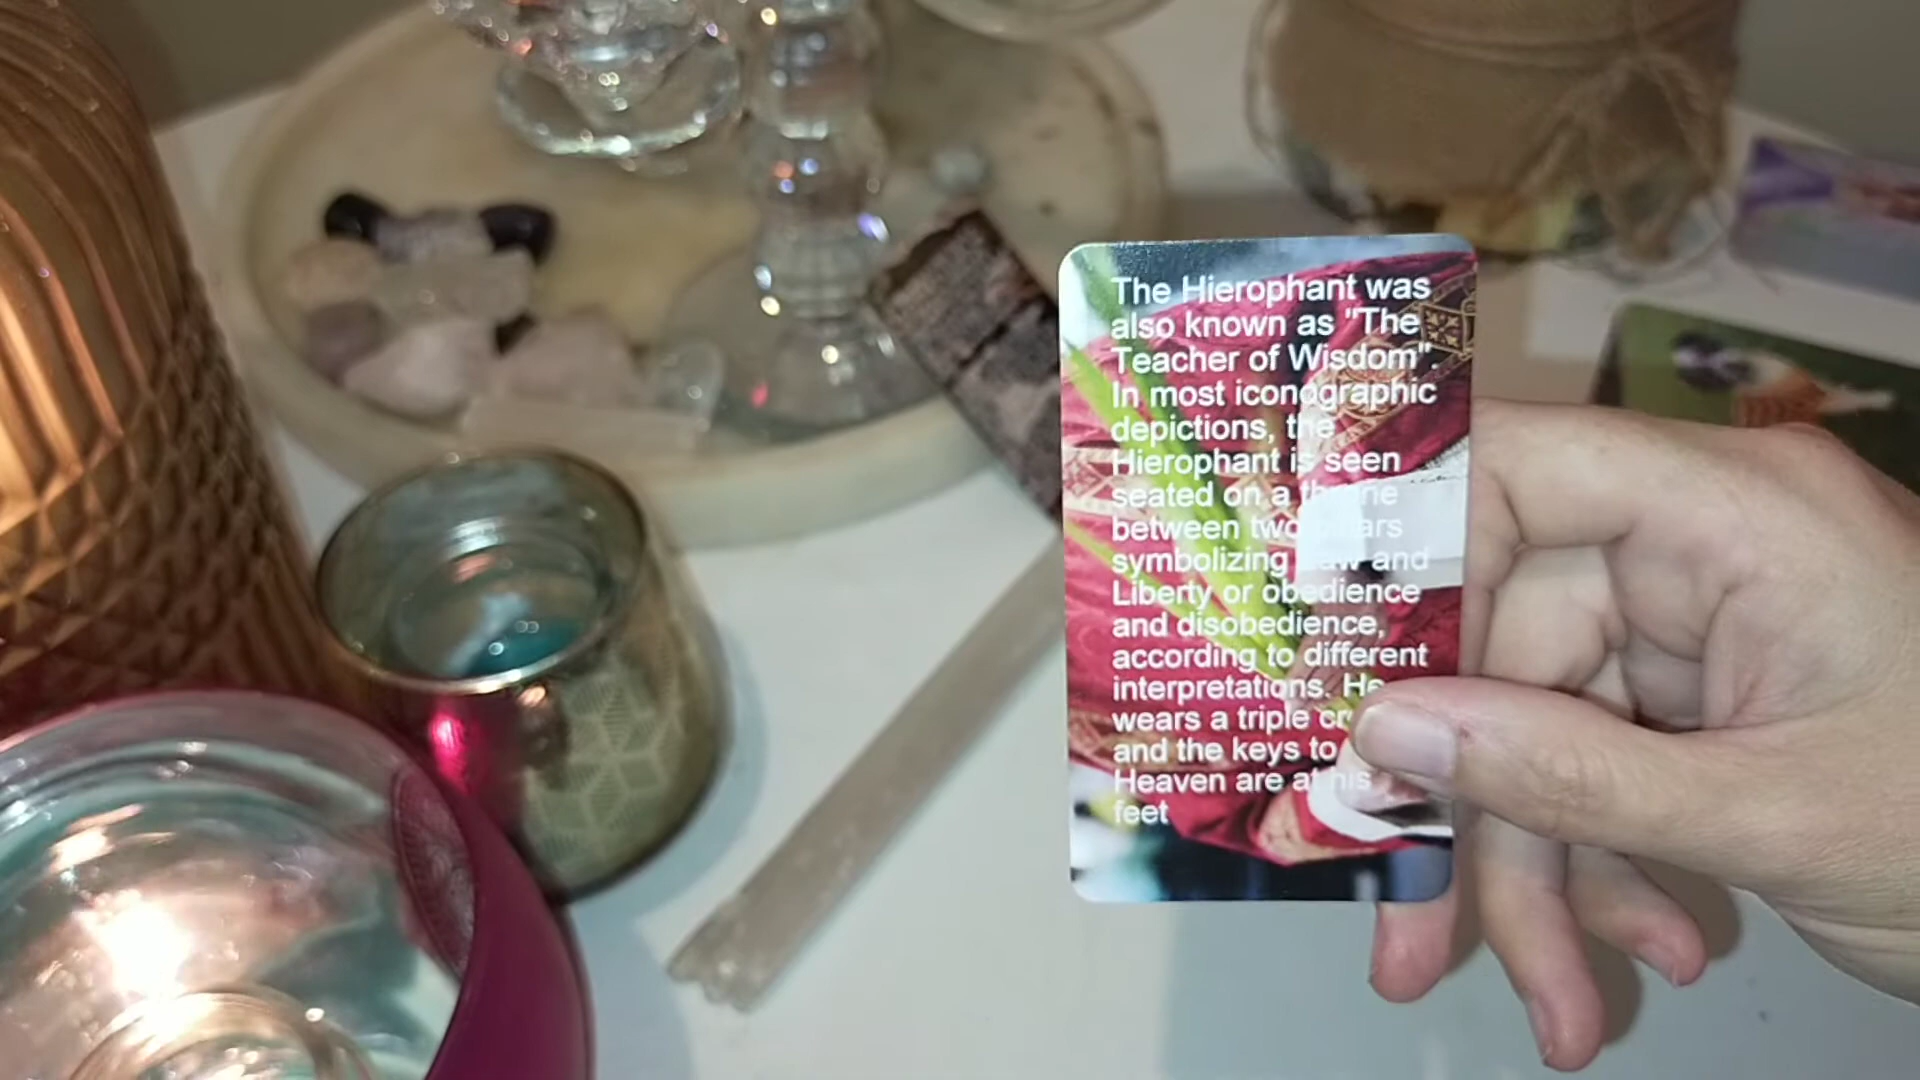 The Hierophant was
also known as "The
Teacher of Wisdom".
In most iconographic
depictions, the
Hierophant is seen
seated on a throne
between two pillars
symbolizing Law and
Liberty or obedience
and disobedience,
according to different
interpretations. He
wears a triple
and the keys to
Heaven are at his
feet